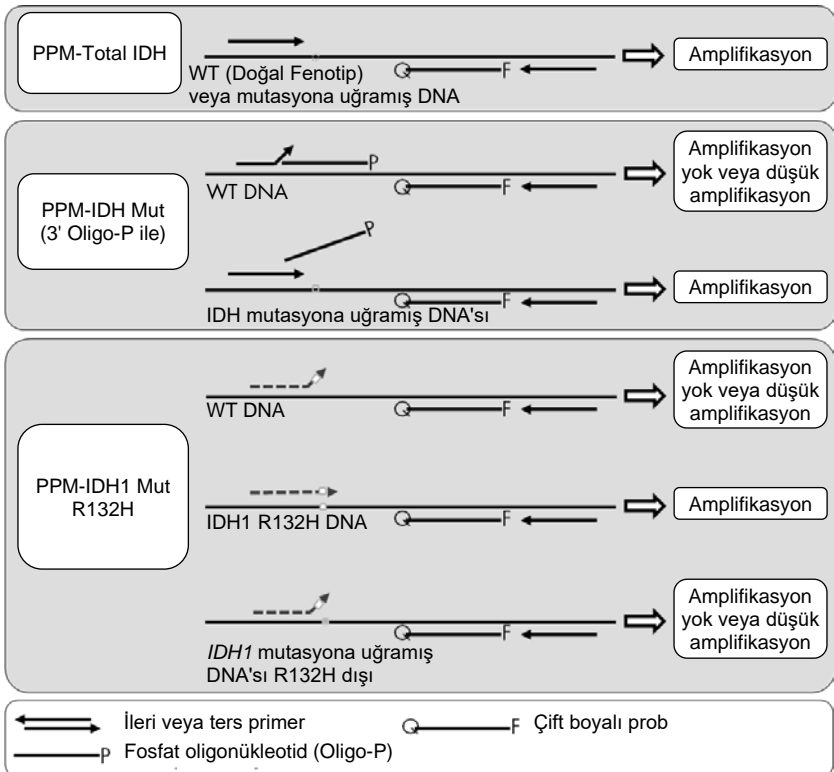 PPM-Total IDH
WT (Doğal Fenotip)
veya mutasyona uğramış DNA
Q
F
Amplifikasyon
PPM-IDH Mut
(3' Oligo-P ile)
P
WT DNA
Q
F
Amplifikasyon
yok veya düşük
amplifikasyon
P
IDH mutasyona uğramış DNA'sı
Q
F
Amplifikasyon
PPM-IDH1 Mut
R132H
WT DNA
Q
F
Amplifikasyon
yok veya düşük
amplifikasyon
IDH1 R132H DNA
Q
F
Amplifikasyon
IDH1 mutasyona uğramış
DNA'sı R132H dışı
Q
F
Amplifikasyon
yok veya düşük
amplifikasyon
İleri veya ters primer
Q F Çift boyalı prob
P Fosfat oligonükleotid (Oligo-P)